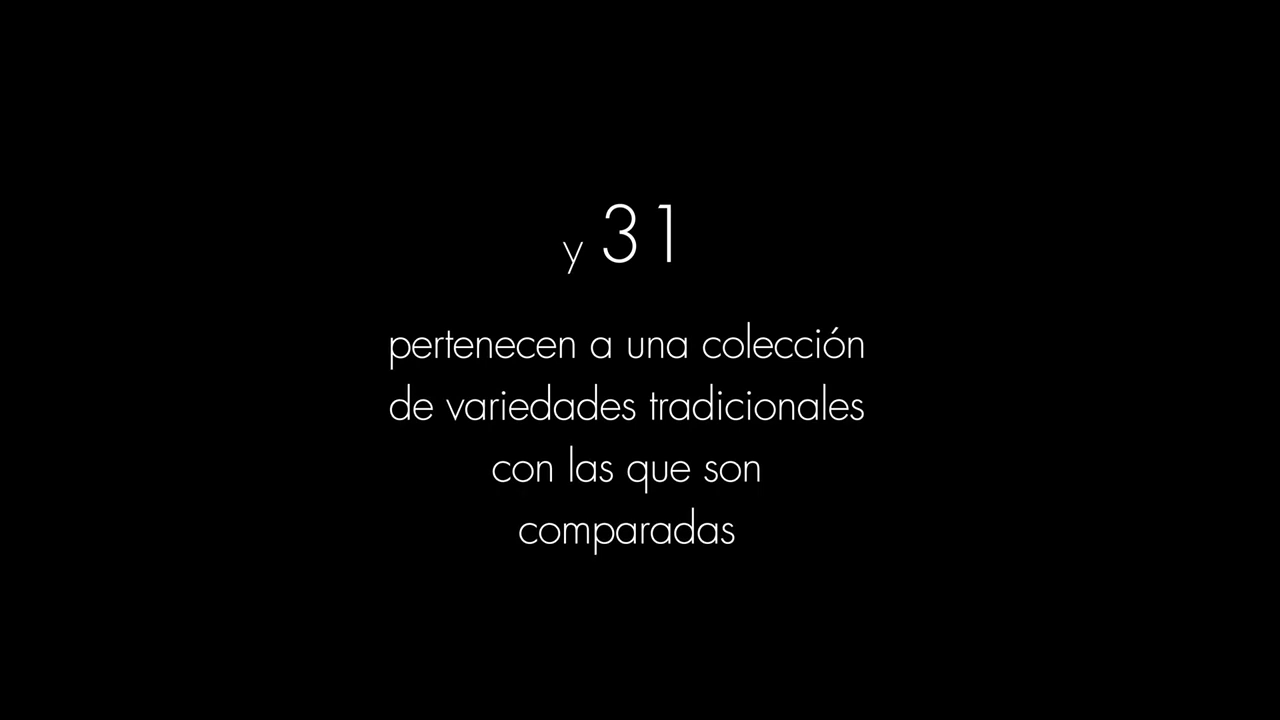 y 31
pertenecen a una colección
de variedades tradicionales
con las que son
comparadas